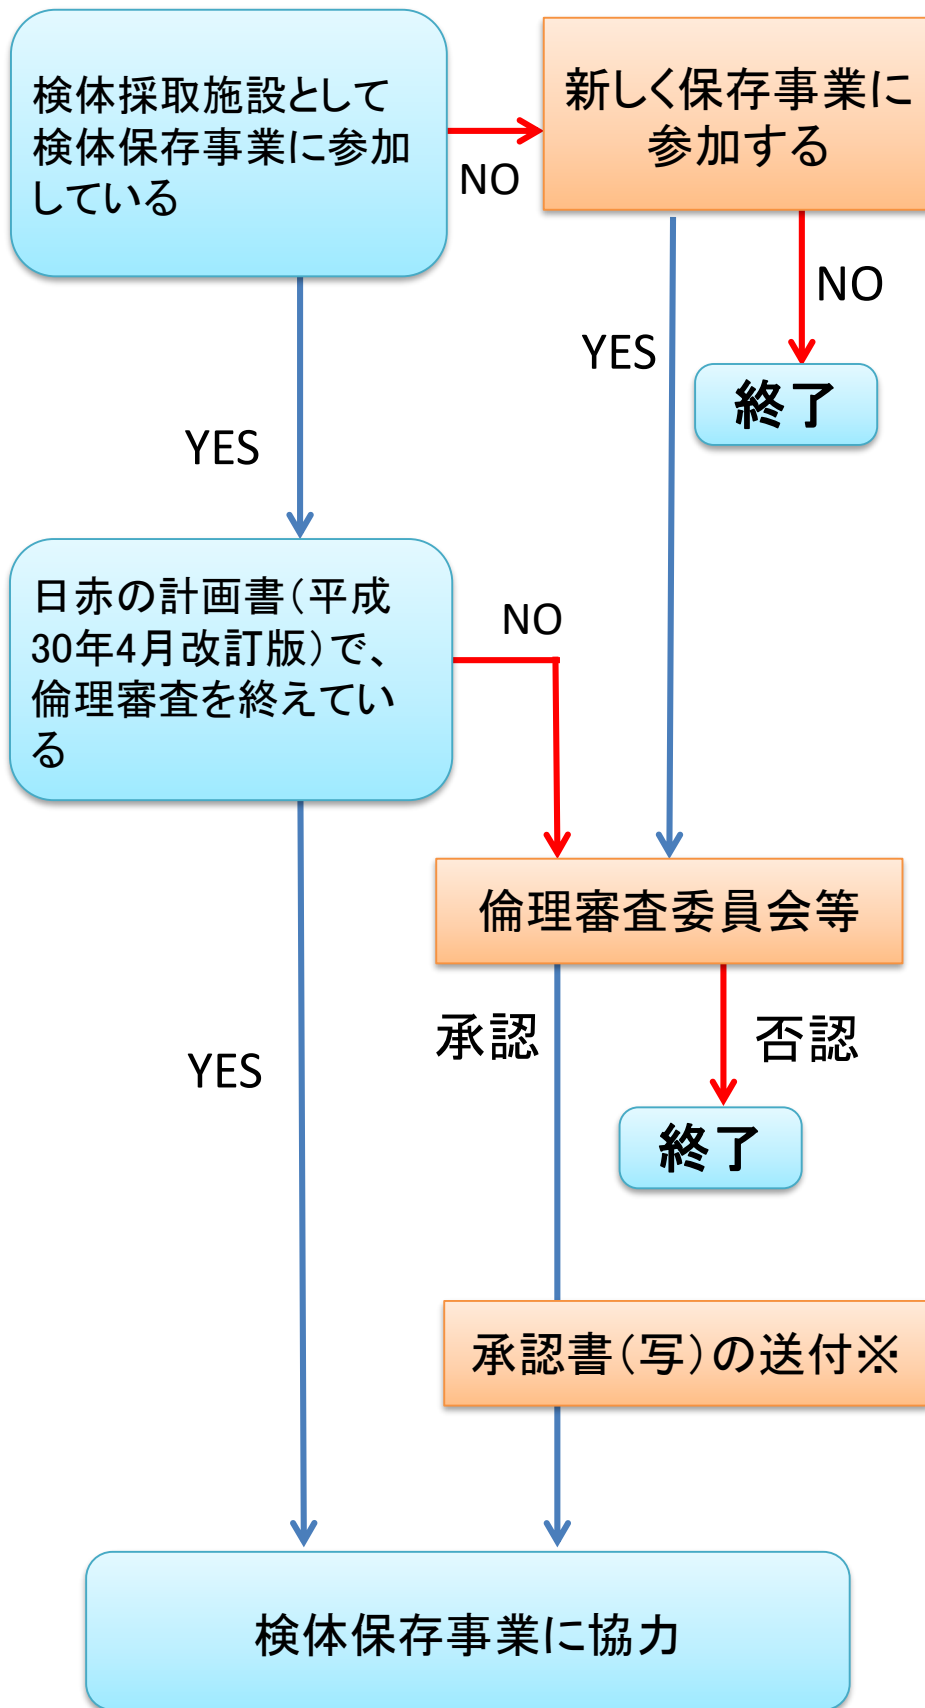 検体採取施設として
検体保存事業に参加
している
NO
新しく保存事業に
参加する
NO
YES
終了
YES
日赤の計画書（平成
30年4月改訂版）で、
倫理審査を終えてい
る
NO
倫理審査委員会等
承認
否認
YES
終了
承認書（写）の送付※
検体保存事業に協力